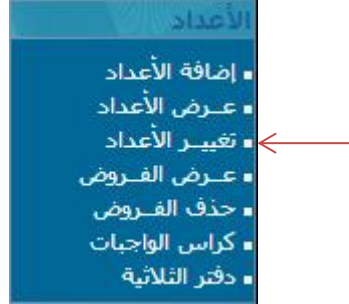 الأعداد
إضافة الأعداد
عـرض الأعداد
تغييـر الأعداد
عـرض الفـروض
حذف الفـروض
كراس الواجبات
دفتر الثلاثية